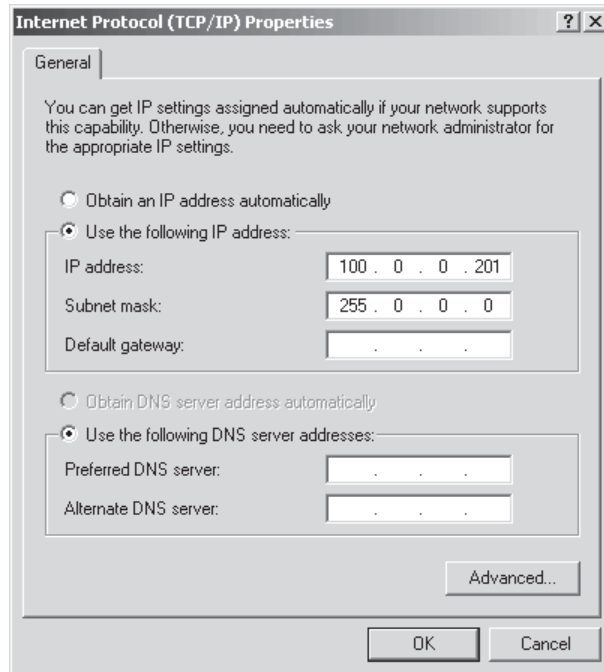 Internet Protocol (TCP/IP) Properties
General
You can get IP settings assigned automatically if your network supports
this capability. Otherwise, you need to ask your network administrator for
the appropriate IP settings.
Obtain an IP address automatically
Use the following IP address:
IP address: 100 . 0 . 0 . 201
Subnet mask: 255 . 0 . 0 . 0
Default gateway: . . .
Obtain DNS server address automatically
Use the following DNS server addresses:
Preferred DNS server: . . .
Alternate DNS server: . . .
Advanced...
OK Cancel